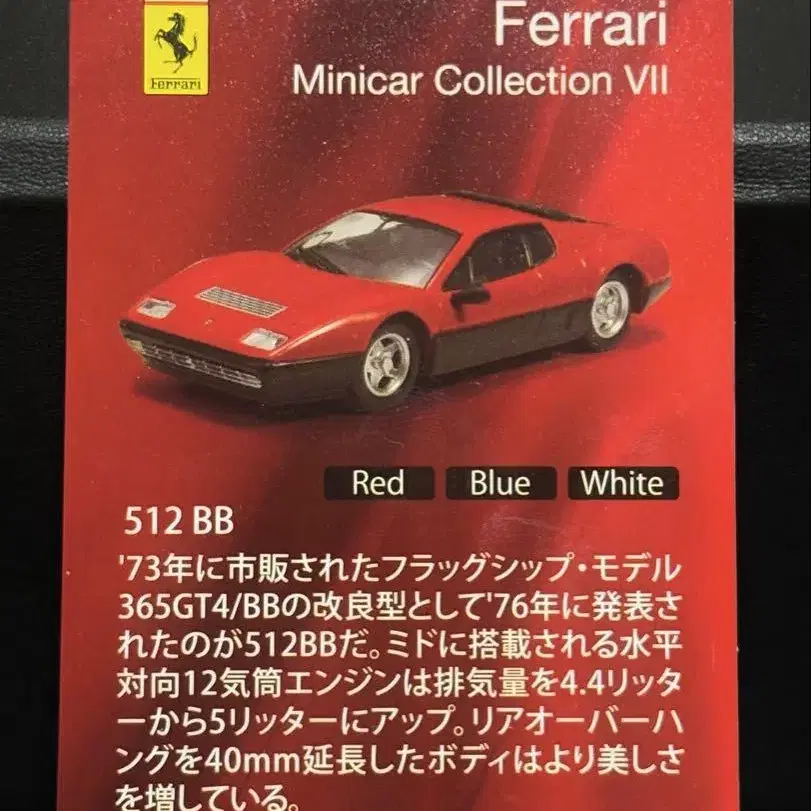 Ferrari
Ferrari
Minicar Collection VII
Red Blue White
512 BB
'73年に市販されたフラッグシップ・モデル
365GT4/BBの改良型として'76年に発表さ
れたのが512BBだ。ミドに搭載される水平
対向12気筒エンジンは排気量を4.4リッタ
ーから5リッターにアップ。リアオーバーハ
ングを40mm延長したボディはより美しさ
を増している。